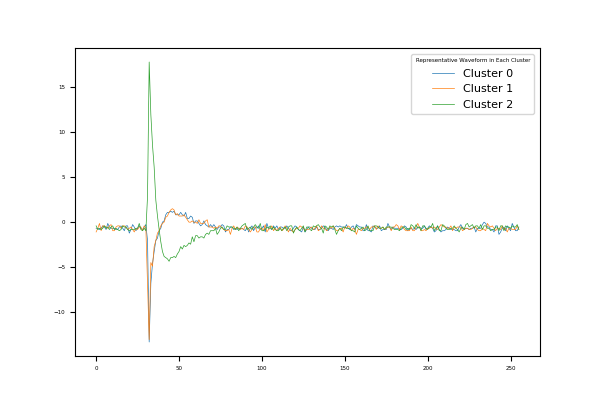 Representative Waveform in Each Cluster
Cluster 0
Cluster 1
Cluster 2
15
10
5
0
−5
−10
0 50 100 150 200 250